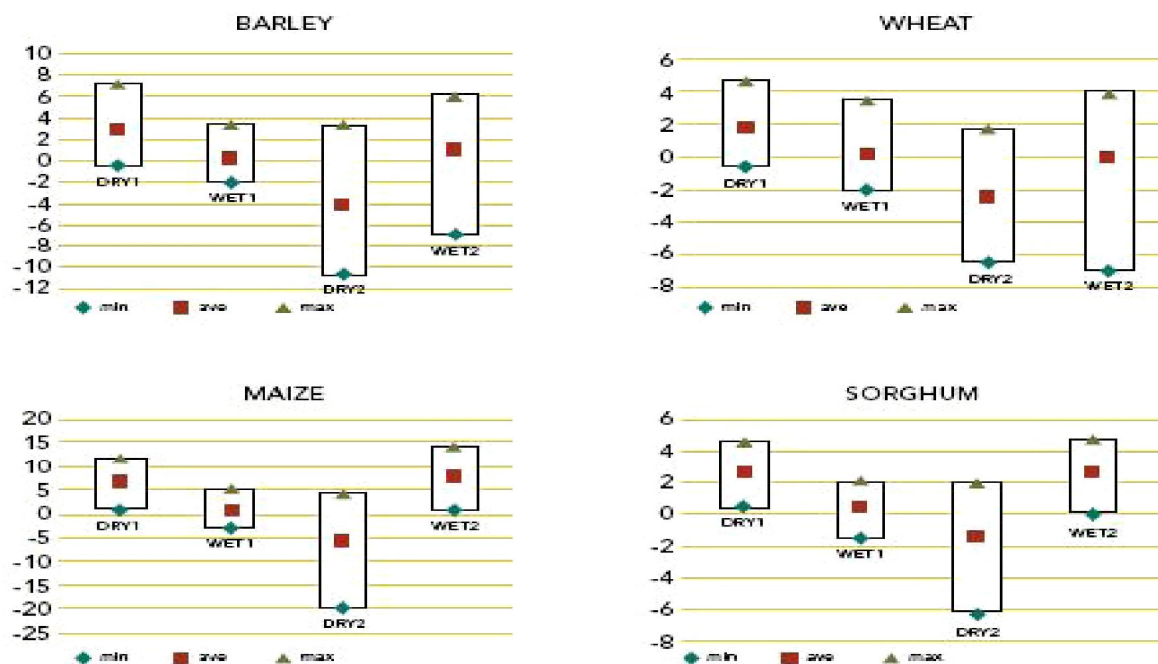 BARLEY
10
8
6
4
2
0
-2
-4
-6
-8
-10
-12
DRY1
WET1
DRY2
WET2
min ave max
WHEAT
6
4
2
0
-2
-4
-6
-8
DRY1
WET1
DRY2
WET2
min ave max
MAIZE
20
15
10
5
0
-5
-10
-15
-20
-25
DRY1
WET1
DRY2
WET2
min ave max
SORGHUM
6
4
2
0
-2
-4
-6
-8
DRY1
WET1
DRY2
WET2
min ave max